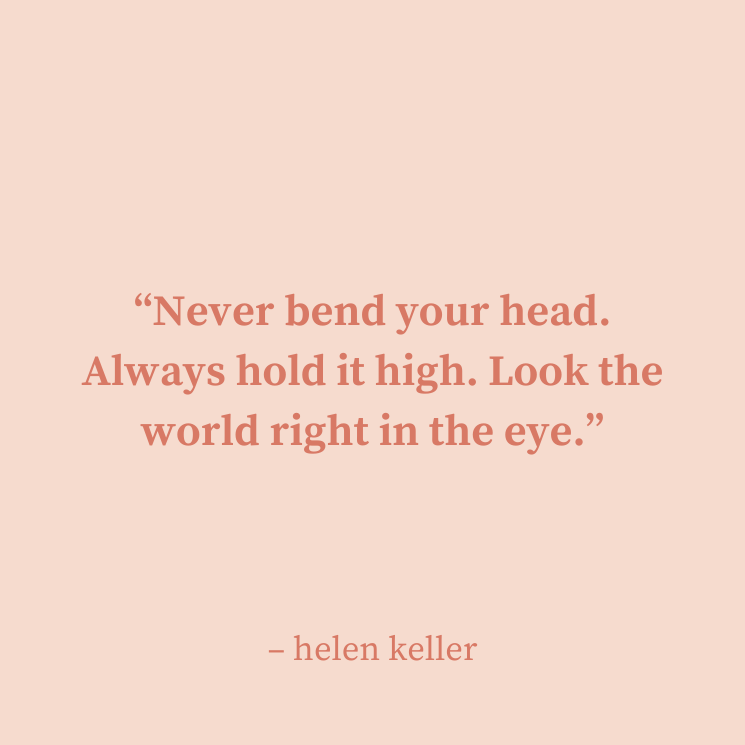 “Never bend your head.
Always hold it high. Look the
world right in the eye.”
– helen keller